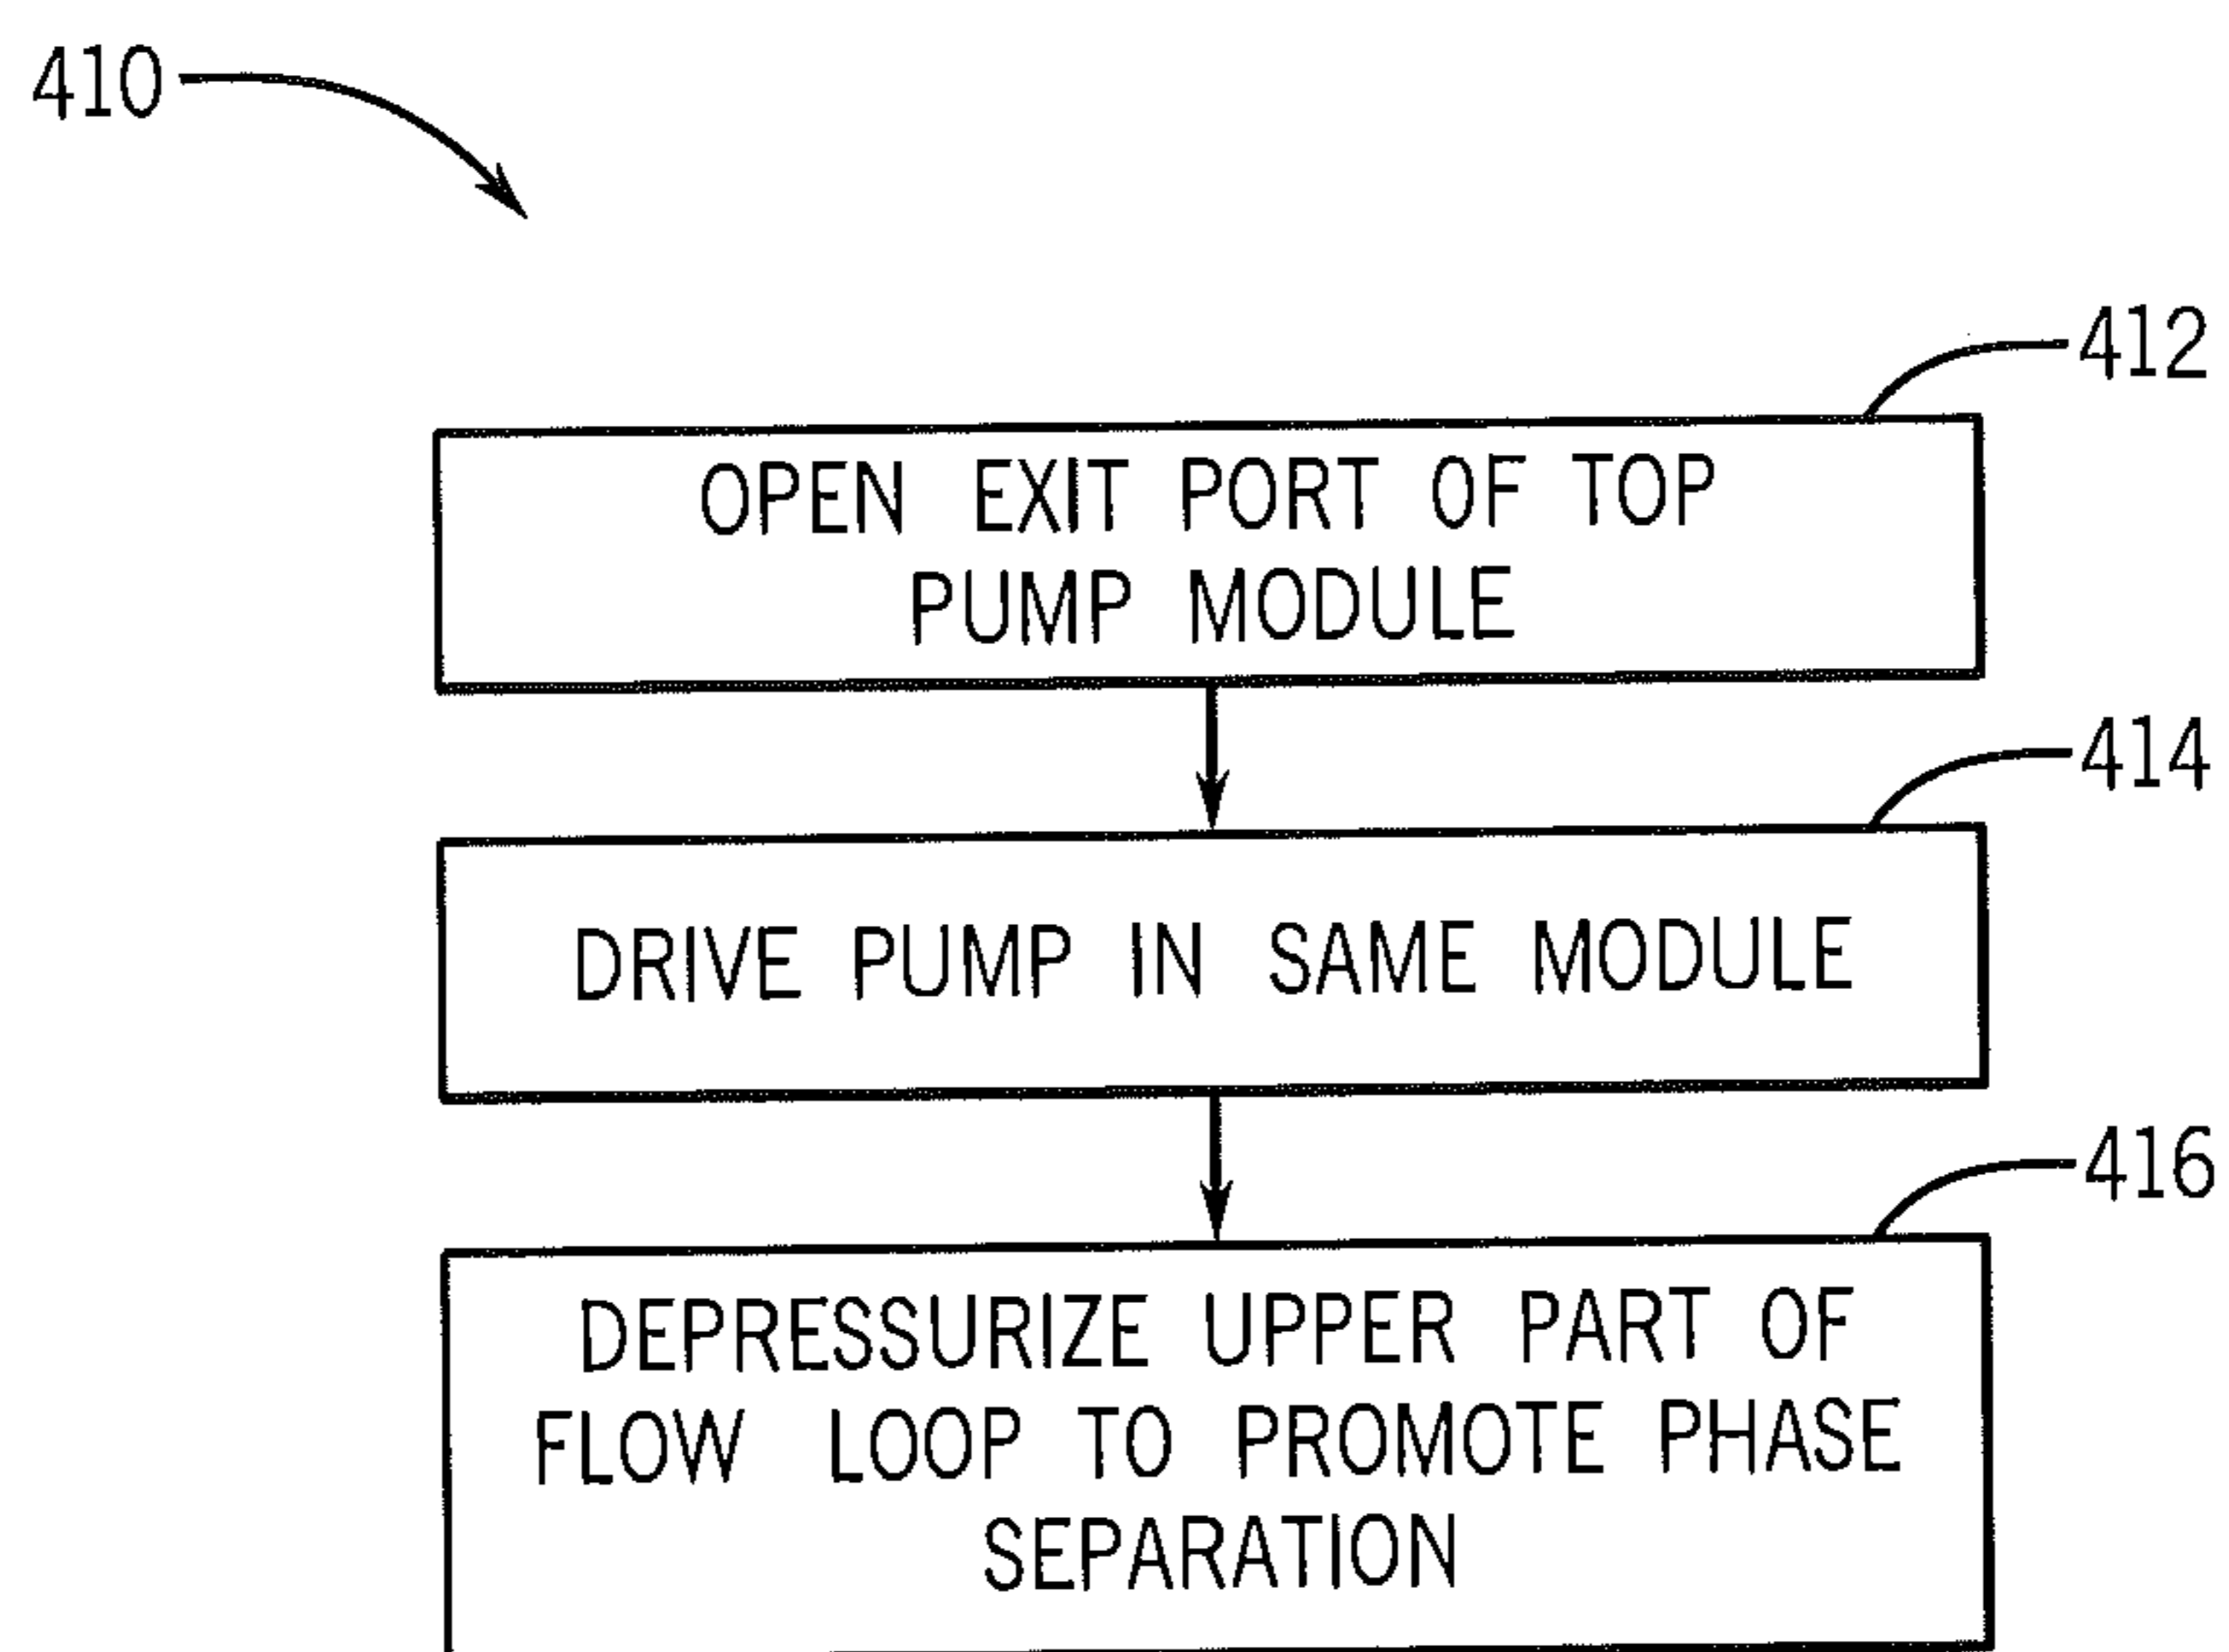 410
412
OPEN EXIT PORT OF TOP
PUMP MODULE
414
DRIVE PUMP IN SAME MODULE
416
DEPRESSURIZE UPPER PART OF
FLOW LOOP TO PROMOTE PHASE
SEPARATION